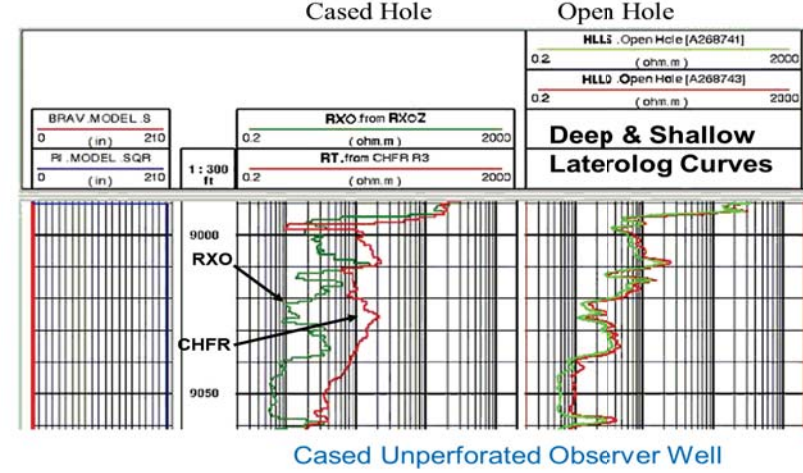 Cased Hole Open Hole
HLLS .Open Hole [A268741]
0.2 (ohm.m) 2000
HLLD .Open Hole [A268743]
0.2 (ohm.m) 2000
BRAV.MODEL.S
0 (in) 210
RI.MODEL.SQR
0 (in) 210
1:300
ft
RXO.from RXOZ
0.2 (ohm.m) 2000
RT.from CHFR R3
0.2 (ohm.m) 2000
Deep & Shallow
Laterolog Curves
9000
RXO
CHFR
9050
Cased Unperforated Observer Well